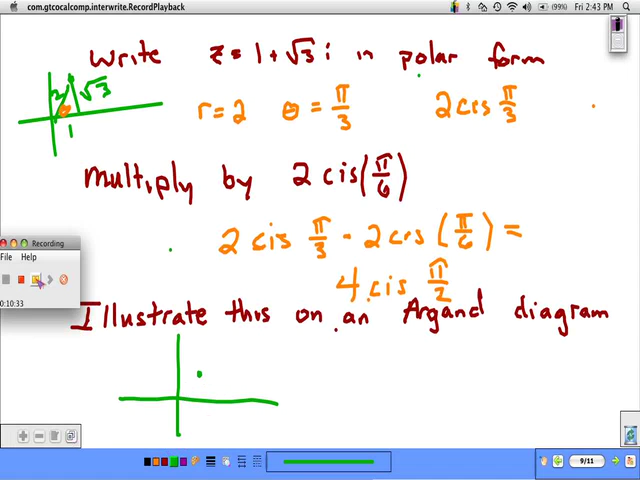 com.gtcocalcomp.interwrite.RecordPlayback
(99%) Fri 2:43 PM
Write z = 1 + √3 i in polar form
2 √3
θ
1
r = 2 θ = π/3 2 cis π/3
Multiply by 2 cis(π/6)
2 cis π/3 · 2 cis (π/6) =
4 cis π/2
Recording
File Help
0:10:33
Illustrate this on an Argand diagram
9/11